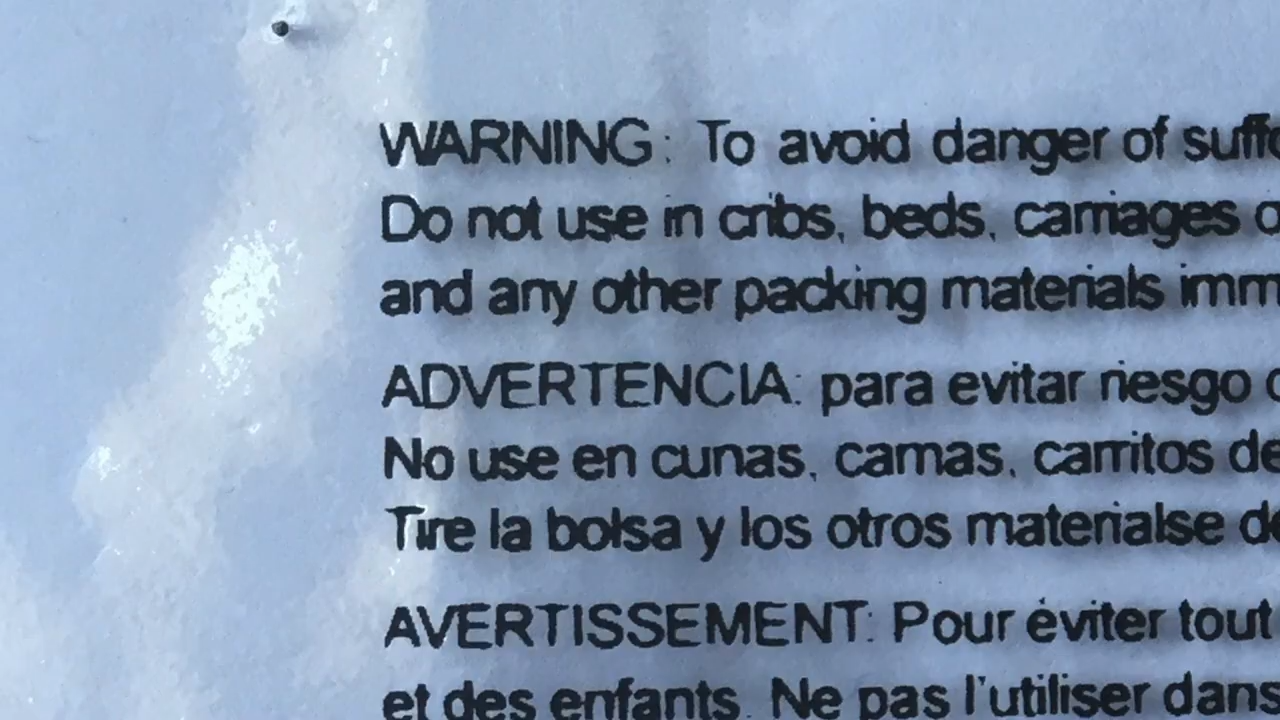 WARNING: To avoid danger of suffo
Do not use in cribs, beds, carriages o
and any other packing materials imm
ADVERTENCIA: para evitar riesgo d
No use en cunas, camas, carritos de
Tire la bolsa y los otros materialse de
AVERTISSEMENT: Pour éviter tout
et des enfants. Ne pas l'utiliser dans